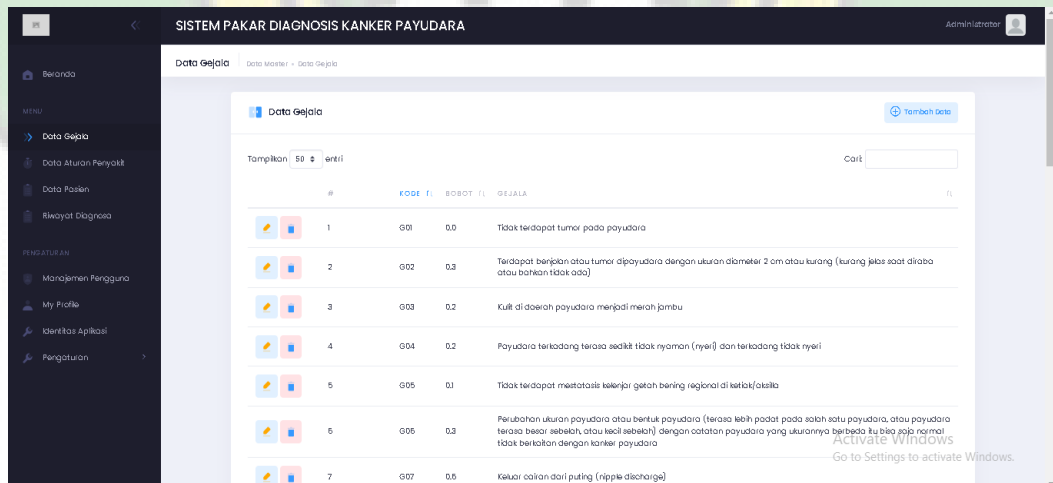 SISTEM PAKAR DIAGNOSIS KANKER PAYUDARA
Administrator
Beranda
MENU
Data Gejala
Data Aturan Penyakit
Data Pasien
Riwayat Diagnosa
PENGATURAN
Manajemen Pengguna
My Profile
Identitas Aplikasi
Pengaturan
Data Gejala
Data Master - Data Gejala
Data Gejala
Tambah Data
Tampilkan 50 entri
Cari:
# KODE BOBOT GEJALA
1 G01 0.0 Tidak terdapat tumor pada payudara
2 G02 0.3 Terdapat benjolan atau tumor dipayudara dengan ukuran diameter 2 cm atau kurang (kurang jelas saat diraba
atau bahkan tidak ada)
3 G03 0.2 Kulit di daerah payudara menjadi merah jambu
4 G04 0.2 Payudara terkadang terasa sedikit tidak nyaman (nyeri) dan terkadang tidak nyeri
5 G05 0.1 Tidak terdapat mestatasis kelenjar getah bening regional di ketiak/aksilla
6 G06 0.3 Perubahan ukuran payudara atau bentuk payudara (terasa lebih padat pada salah satu payudara, atau payudara
terasa besar sebelah, atau kecil sebelah) dengan catatan payudara yang ukurannya berbeda itu bisa saja normal
tidak berkaitan dengan kanker payudara
7 G07 0.5 Keluar cairan dari puting (nipple discharge)
Activate Windows
Go to Settings to activate Windows.